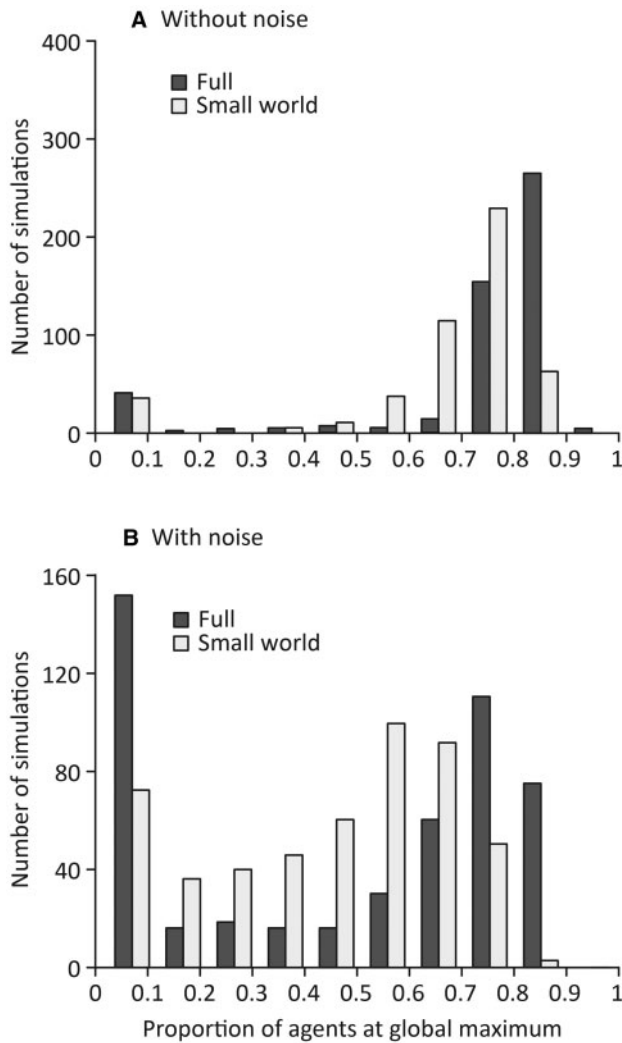 A Without noise
400
300
200
100
0
Number of simulations
Full
Small world
0 0.1 0.2 0.3 0.4 0.5 0.6 0.7 0.8 0.9 1
B With noise
160
120
80
40
0
Number of simulations
Full
Small world
0 0.1 0.2 0.3 0.4 0.5 0.6 0.7 0.8 0.9 1
Proportion of agents at global maximum